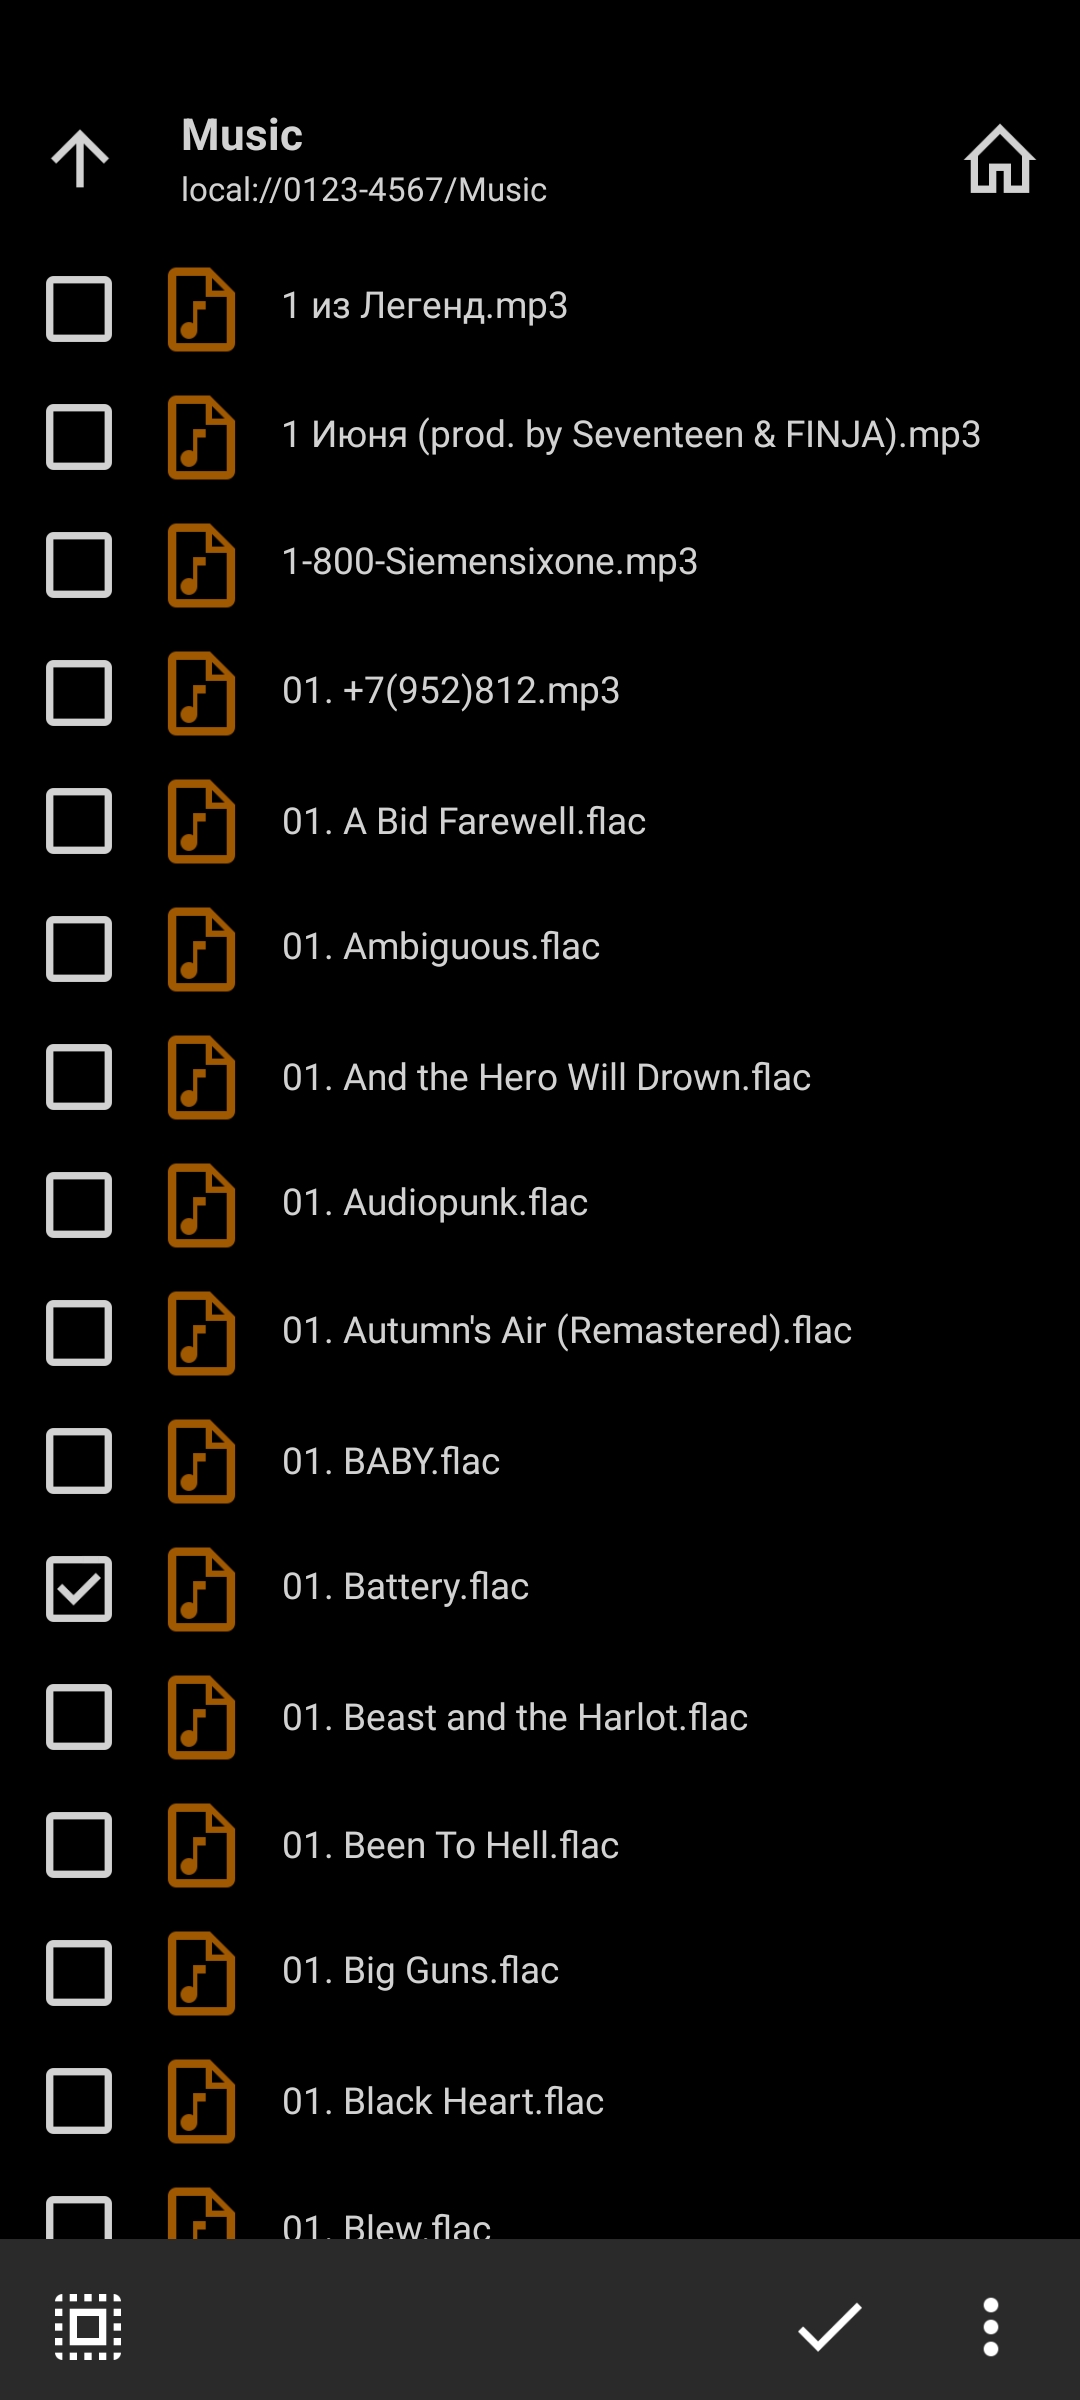 Music
local://0123-4567/Music
1 из Легенд.mp3
1 Июня (prod. by Seventeen & FINJA).mp3
1-800-Siemensixone.mp3
01. +7(952)812.mp3
01. A Bid Farewell.flac
01. Ambiguous.flac
01. And the Hero Will Drown.flac
01. Audiopunk.flac
01. Autumn's Air (Remastered).flac
01. BABY.flac
01. Battery.flac
01. Beast and the Harlot.flac
01. Been To Hell.flac
01. Big Guns.flac
01. Black Heart.flac
01. Blew.flac